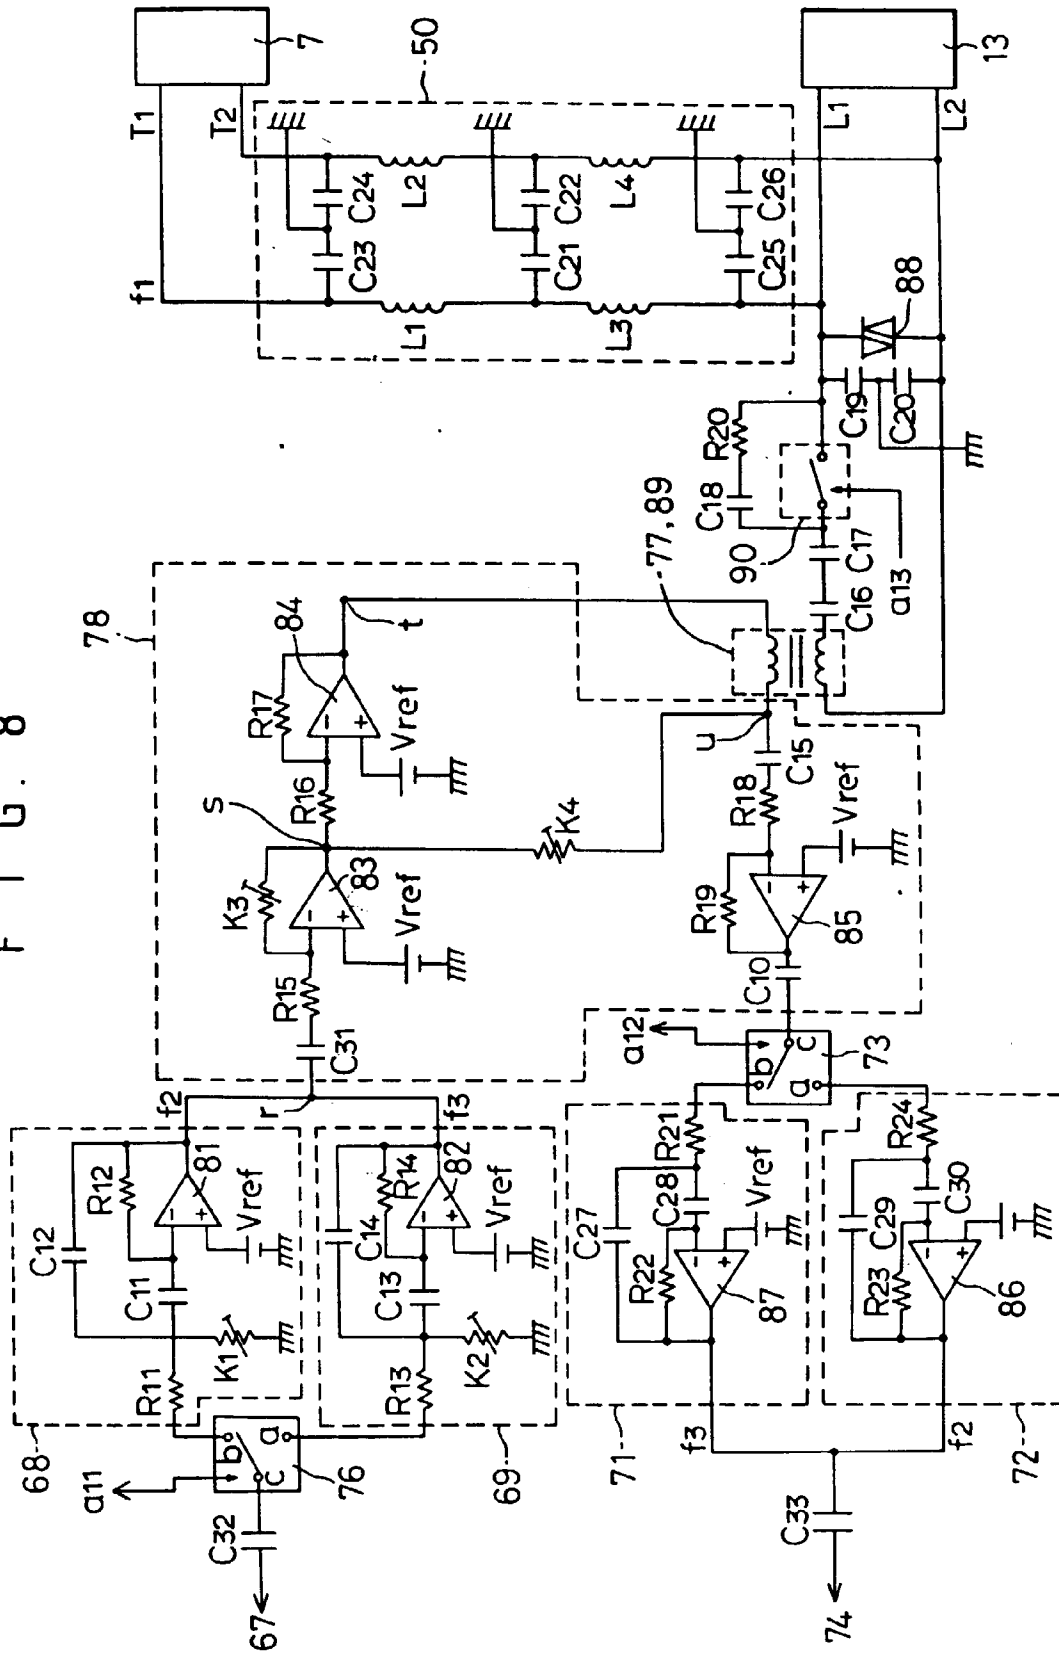 FIG. 8
7
T1
T2
f1
50
C24
C23
L2
L1
C22
C21
L4
L3
C26
C25
L1
L2
13
88
C19
C20
R20
C18
90
C17
C16
a13
77,89
78
84
t
R17
Vref
R16
s
K3
83
Vref
K4
R15
C31
u
C15
R18
R19
Vref
85
C10
a12
b
c
a
73
f2
r
f3
C12
R12
81
Vref
C11
K1
R11
68
a11
b
a
c
76
C32
67
C14
R14
82
Vref
C13
K2
R13
69
R21
C27
C28
Vref
R22
87
71
f3
R24
C29
C30
R23
86
72
f2
C33
74